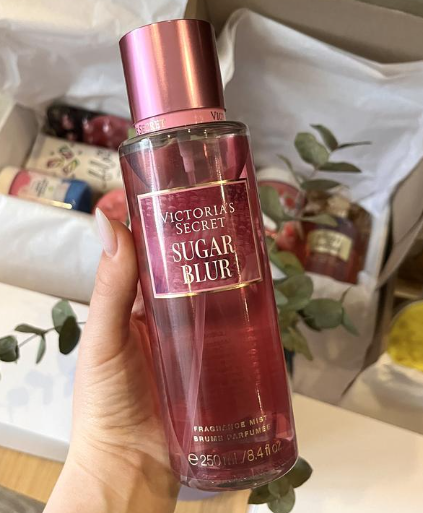 VICTORIA'S
SECRET
SUGAR
BLUR
FRAGRANCE MIST
BRUME PARFUMÉE
℮ 250 ml / 8.4 fl oz